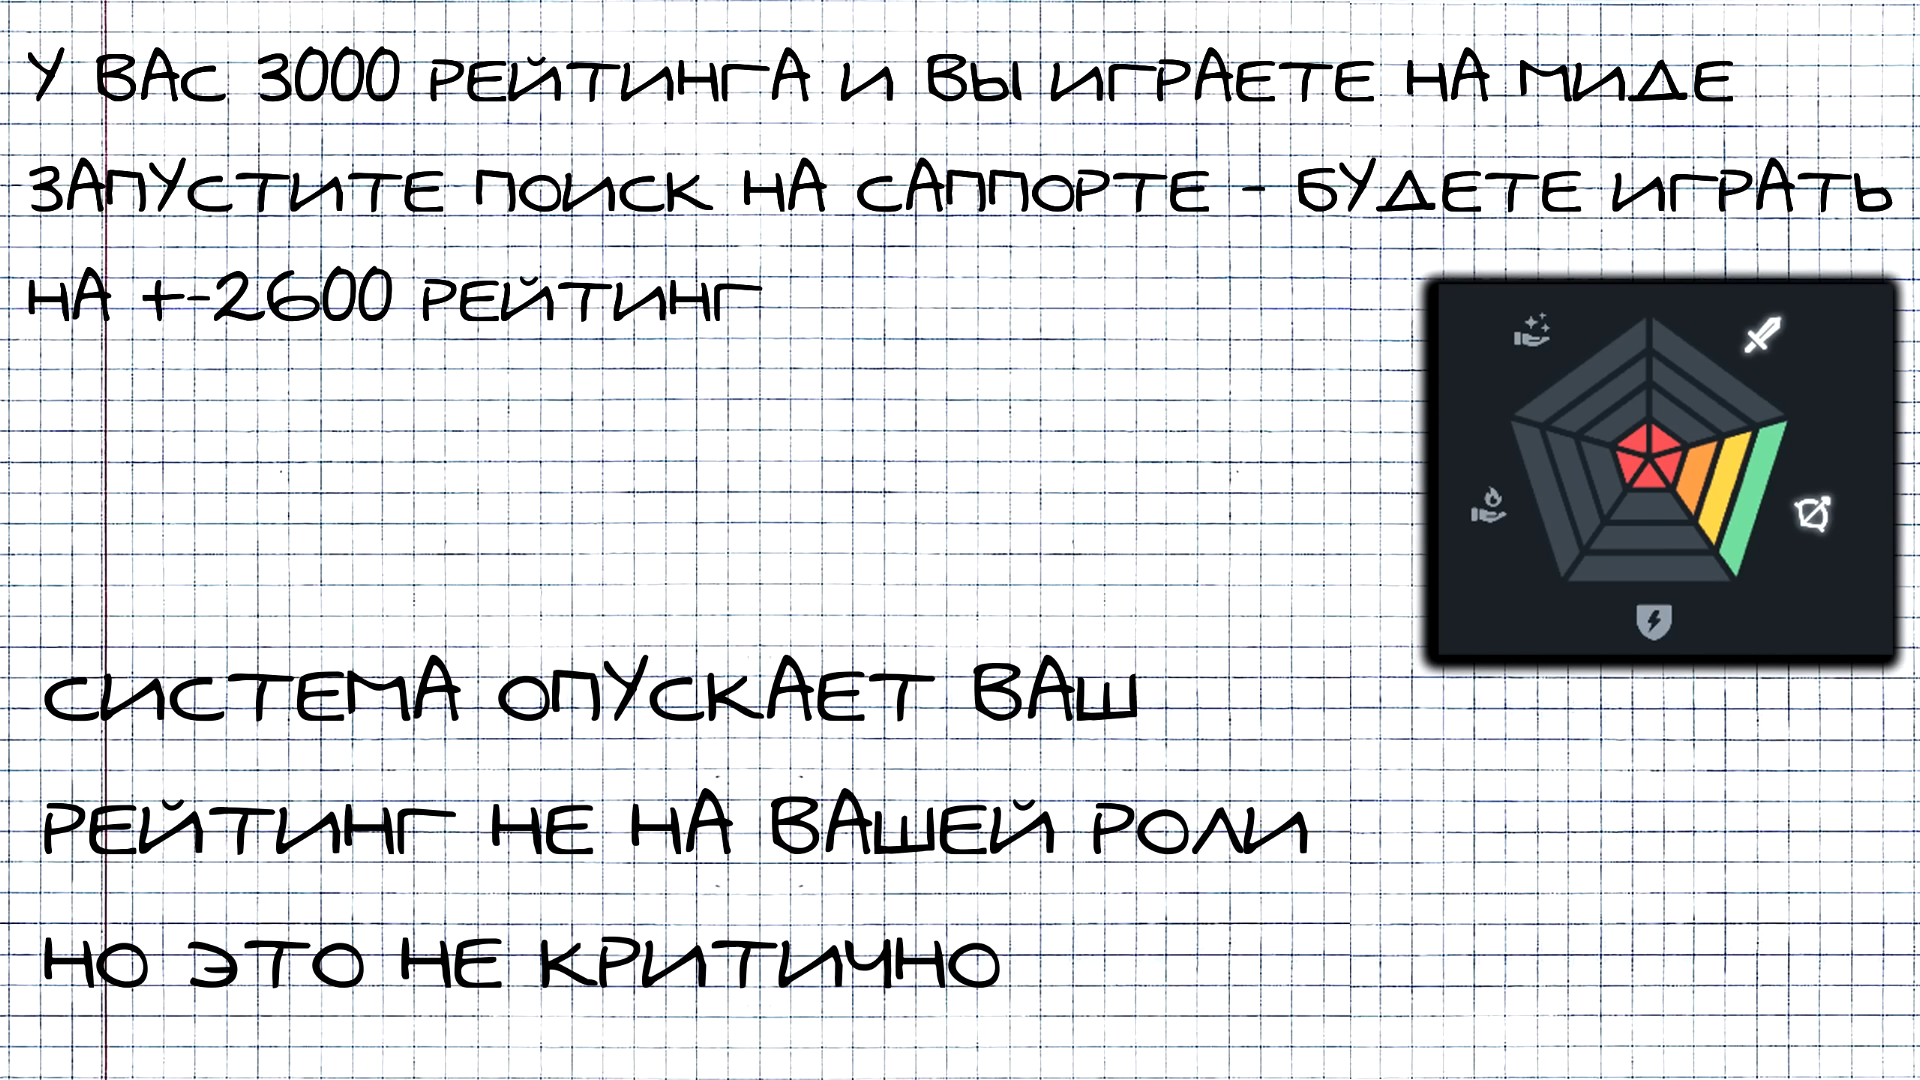 У ВАС 3000 РЕЙТИНГА И ВЫ ИГРАЕТЕ НА МИДЕ
ЗАПУСТИТЕ ПОИСК НА САППОРТЕ - БУДЕТЕ ИГРАТЬ
НА +-2600 РЕЙТИНГ
СИСТЕМА ОПУСКАЕТ ВАШ
РЕЙТИНГ НЕ НА ВАШЕЙ РОЛИ
НО ЭТО НЕ КРИТИЧНО